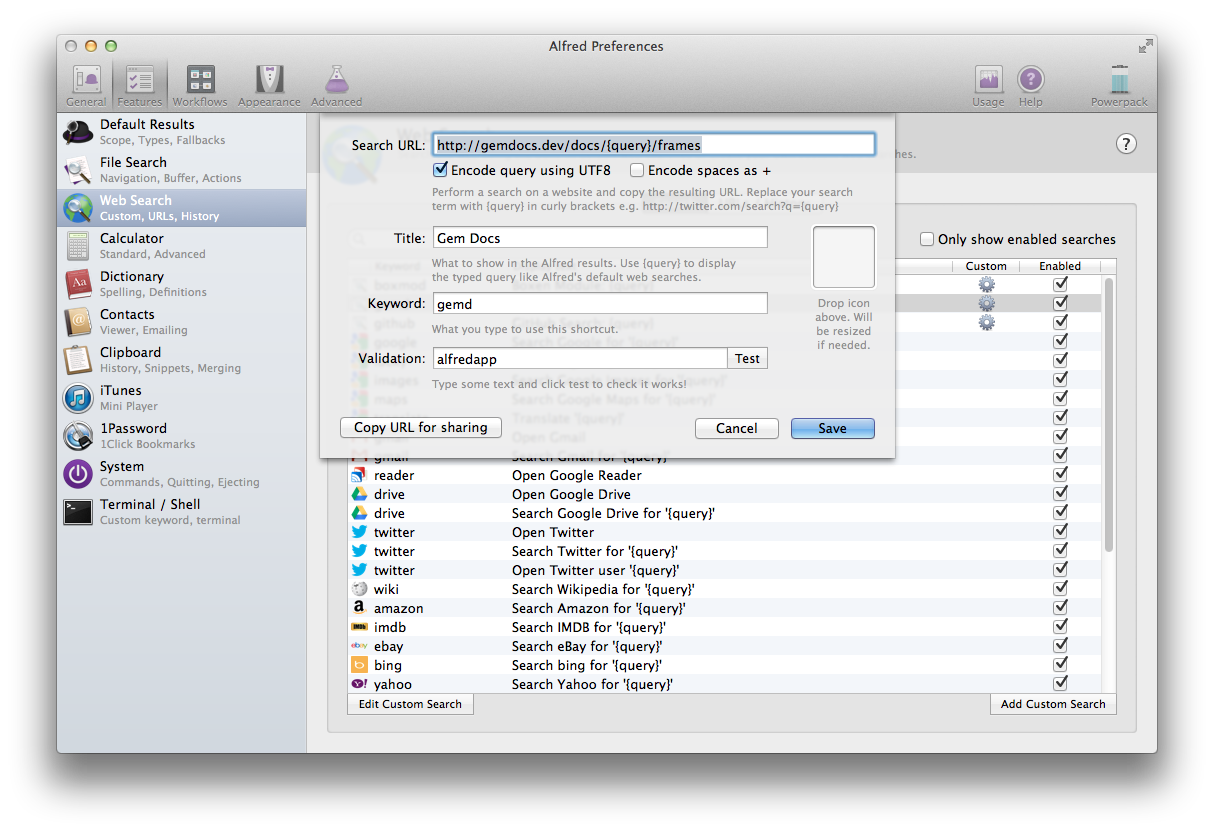 Alfred Preferences
General
Features
Workflows
Appearance
Advanced
Usage
Help
Powerpack
Default Results
Scope, Types, Fallbacks
File Search
Navigation, Buffer, Actions
Web Search
Custom, URLs, History
Calculator
Standard, Advanced
Dictionary
Spelling, Definitions
Contacts
Viewer, Emailing
Clipboard
History, Snippets, Merging
iTunes
Mini Player
1Password
1Click Bookmarks
System
Commands, Quitting, Ejecting
Terminal / Shell
Custom keyword, terminal
Search URL: http://gemdocs.dev/docs/{query}/frames
Encode query using UTF8 Encode spaces as +
Perform a search on a website and copy the resulting URL. Replace your search
term with {query} in curly brackets e.g. http://twitter.com/search?q={query}
Title: Gem Docs
What to show in the Alfred results. Use {query} to display
the typed query like Alfred's default web searches.
Keyword: gemd
What you type to use this shortcut.
Validation: alfredapp Test
Type some text and click test to check it works!
Drop icon
above. Will
be resized
if needed.
Copy URL for sharing Cancel Save
?
Only show enabled searches
Custom Enabled
gmail Search Gmail for '{query}'
reader Open Google Reader
drive Open Google Drive
drive Search Google Drive for '{query}'
twitter Open Twitter
twitter Search Twitter for '{query}'
twitter Open Twitter user '{query}'
wiki Search Wikipedia for '{query}'
amazon Search Amazon for '{query}'
imdb Search IMDB for '{query}'
ebay Search eBay for '{query}'
bing Search bing for '{query}'
yahoo Search Yahoo for '{query}'
Edit Custom Search Add Custom Search